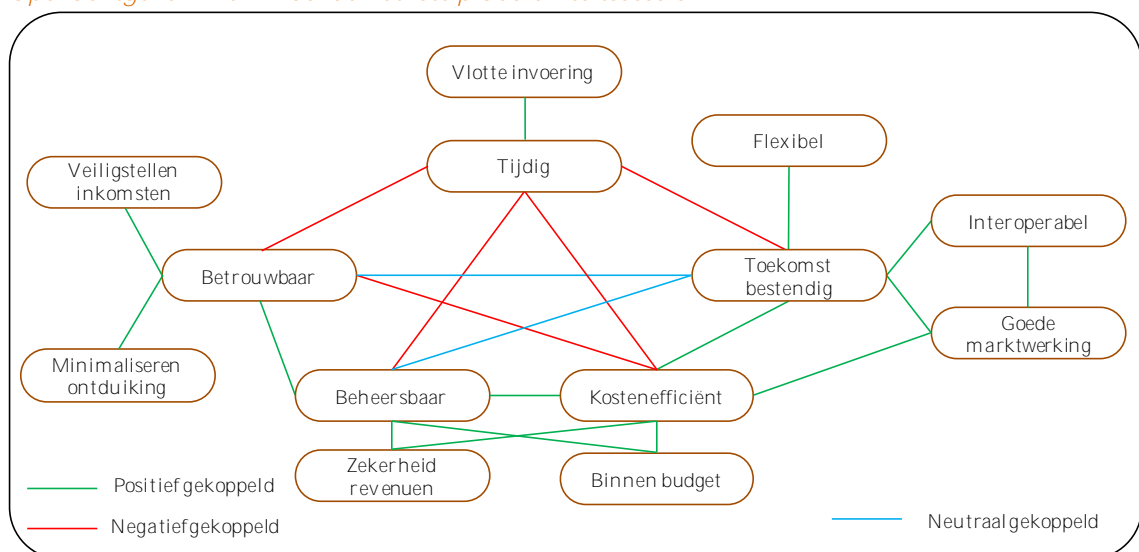 Vlotte invoering
Flexibel
Tijdig
Veiligstellen
inkomsten
Interoperabel
Betrouwbaar
Toekomst
bestendig
Goede
marktwerking
Minimaliseren
ontduiking
Beheersbaar
Kostenefficiënt
Zekerheid
revenuen
Binnen budget
Positief gekoppeld
Negatief gekoppeld
Neutraal gekoppeld